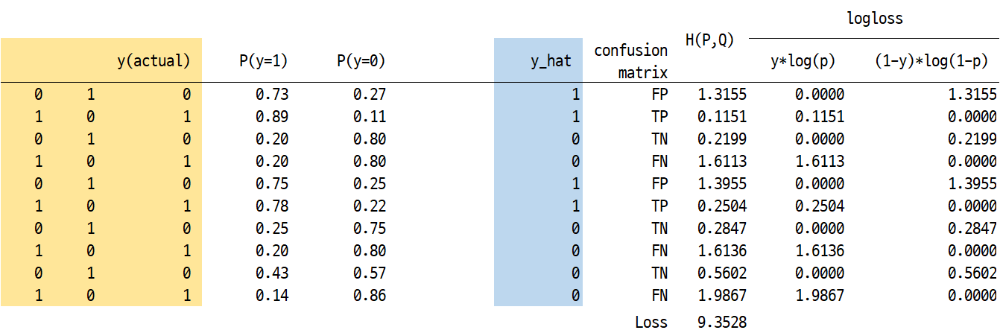 logloss
y(actual) P(y=1) P(y=0) y_hat confusion matrix H(P,Q) y*log(p) (1-y)*log(1-p)
0 1 0 0.73 0.27 1 FP 1.3155 0.0000 1.3155
1 0 1 0.89 0.11 1 TP 0.1151 0.1151 0.0000
0 1 0 0.20 0.80 0 TN 0.2199 0.0000 0.2199
1 0 1 0.20 0.80 0 FN 1.6113 1.6113 0.0000
0 1 0 0.75 0.25 1 FP 1.3955 0.0000 1.3955
1 0 1 0.78 0.22 1 TP 0.2504 0.2504 0.0000
0 1 0 0.25 0.75 0 TN 0.2847 0.0000 0.2847
1 0 1 0.20 0.80 0 FN 1.6136 1.6136 0.0000
0 1 0 0.43 0.57 0 TN 0.5602 0.0000 0.5602
1 0 1 0.14 0.86 0 FN 1.9867 1.9867 0.0000
Loss 9.3528